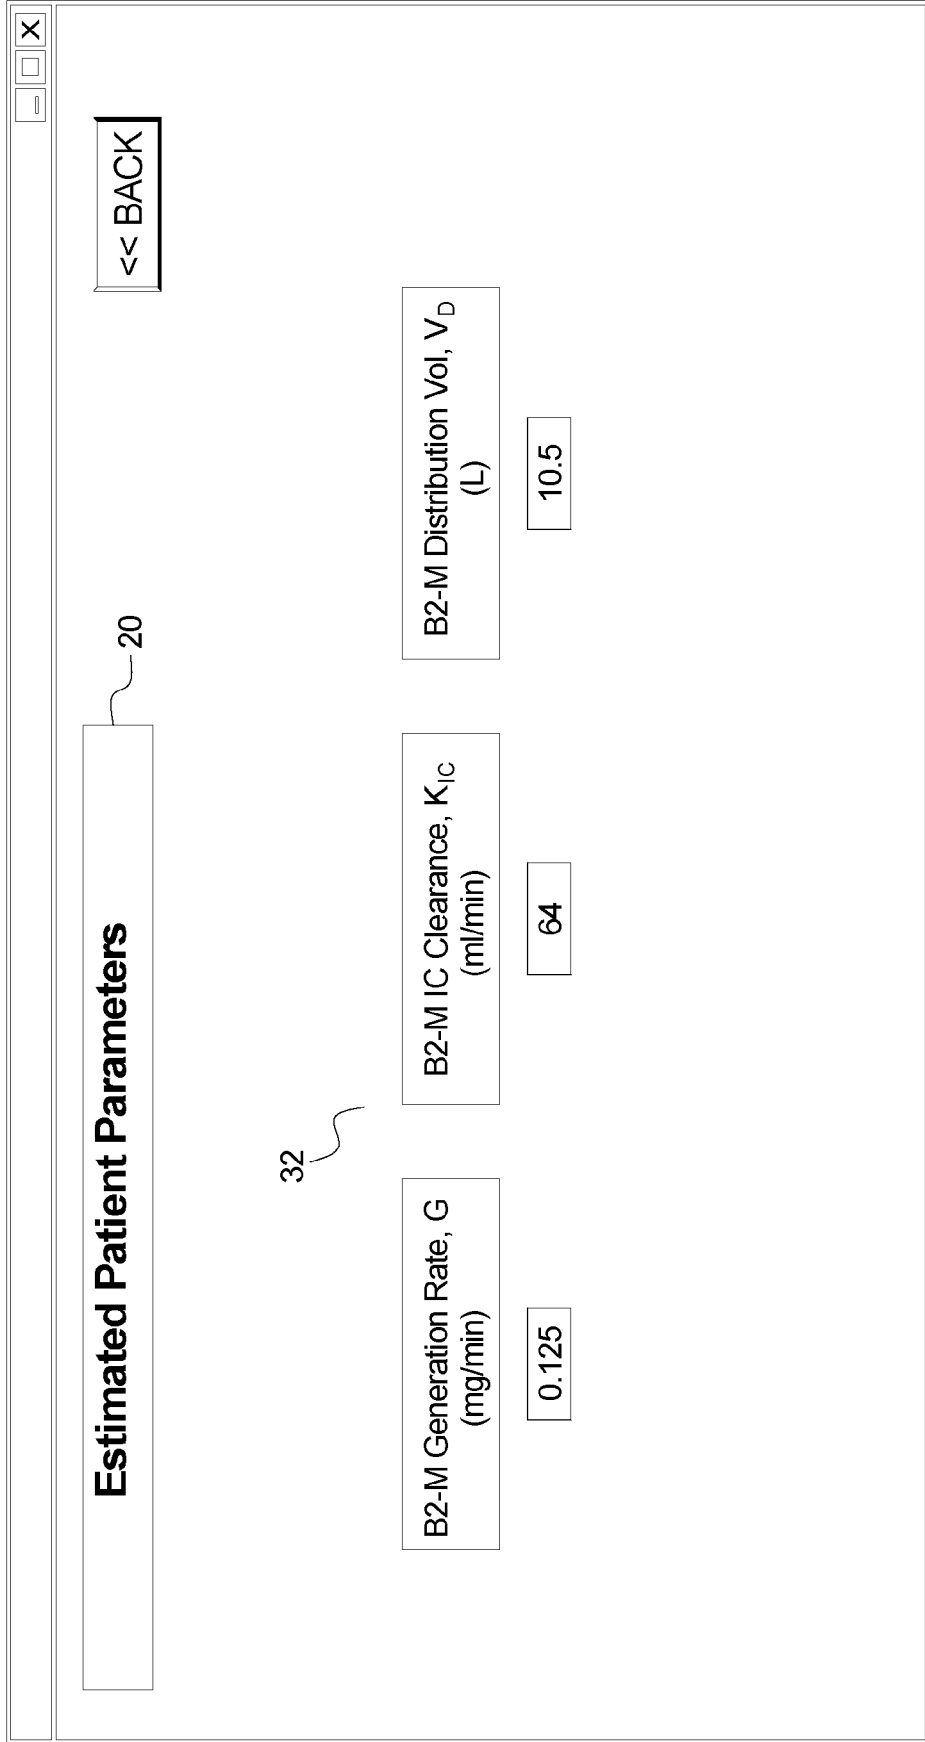 X
Estimated Patient Parameters
20
<< BACK
32
B2-M Generation Rate, G
(mg/min)
0.125
B2-M IC Clearance, K_IC
(ml/min)
64
B2-M Distribution Vol, V_D
(L)
10.5